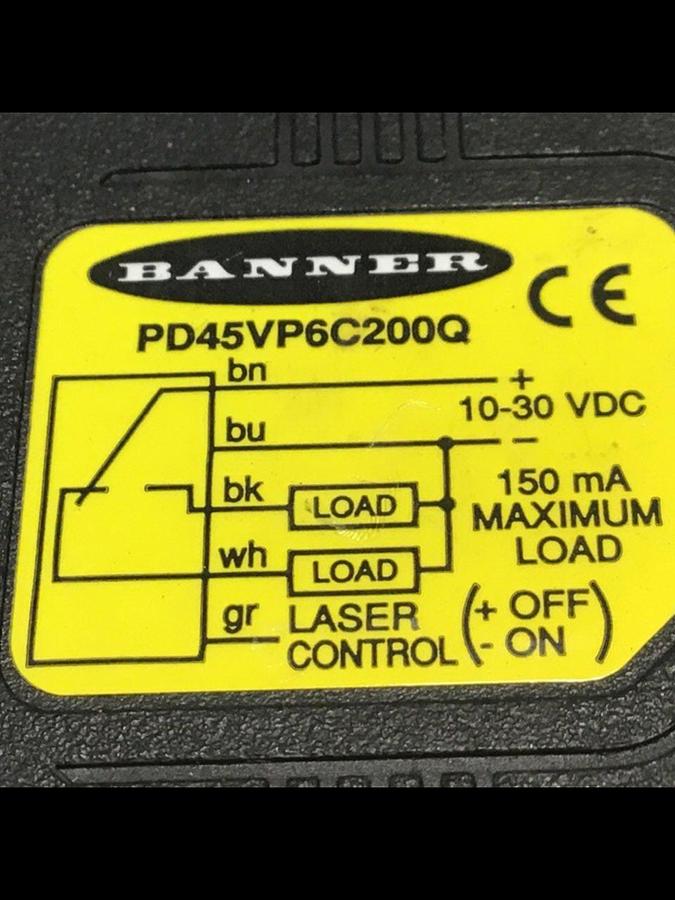 BANNER
CE
PD45VP6C200Q
bn
+
10-30 VDC
bu
−
bk
LOAD
150 mA
MAXIMUM
LOAD
wh
LOAD
gr
LASER
CONTROL
(+ OFF
- ON)